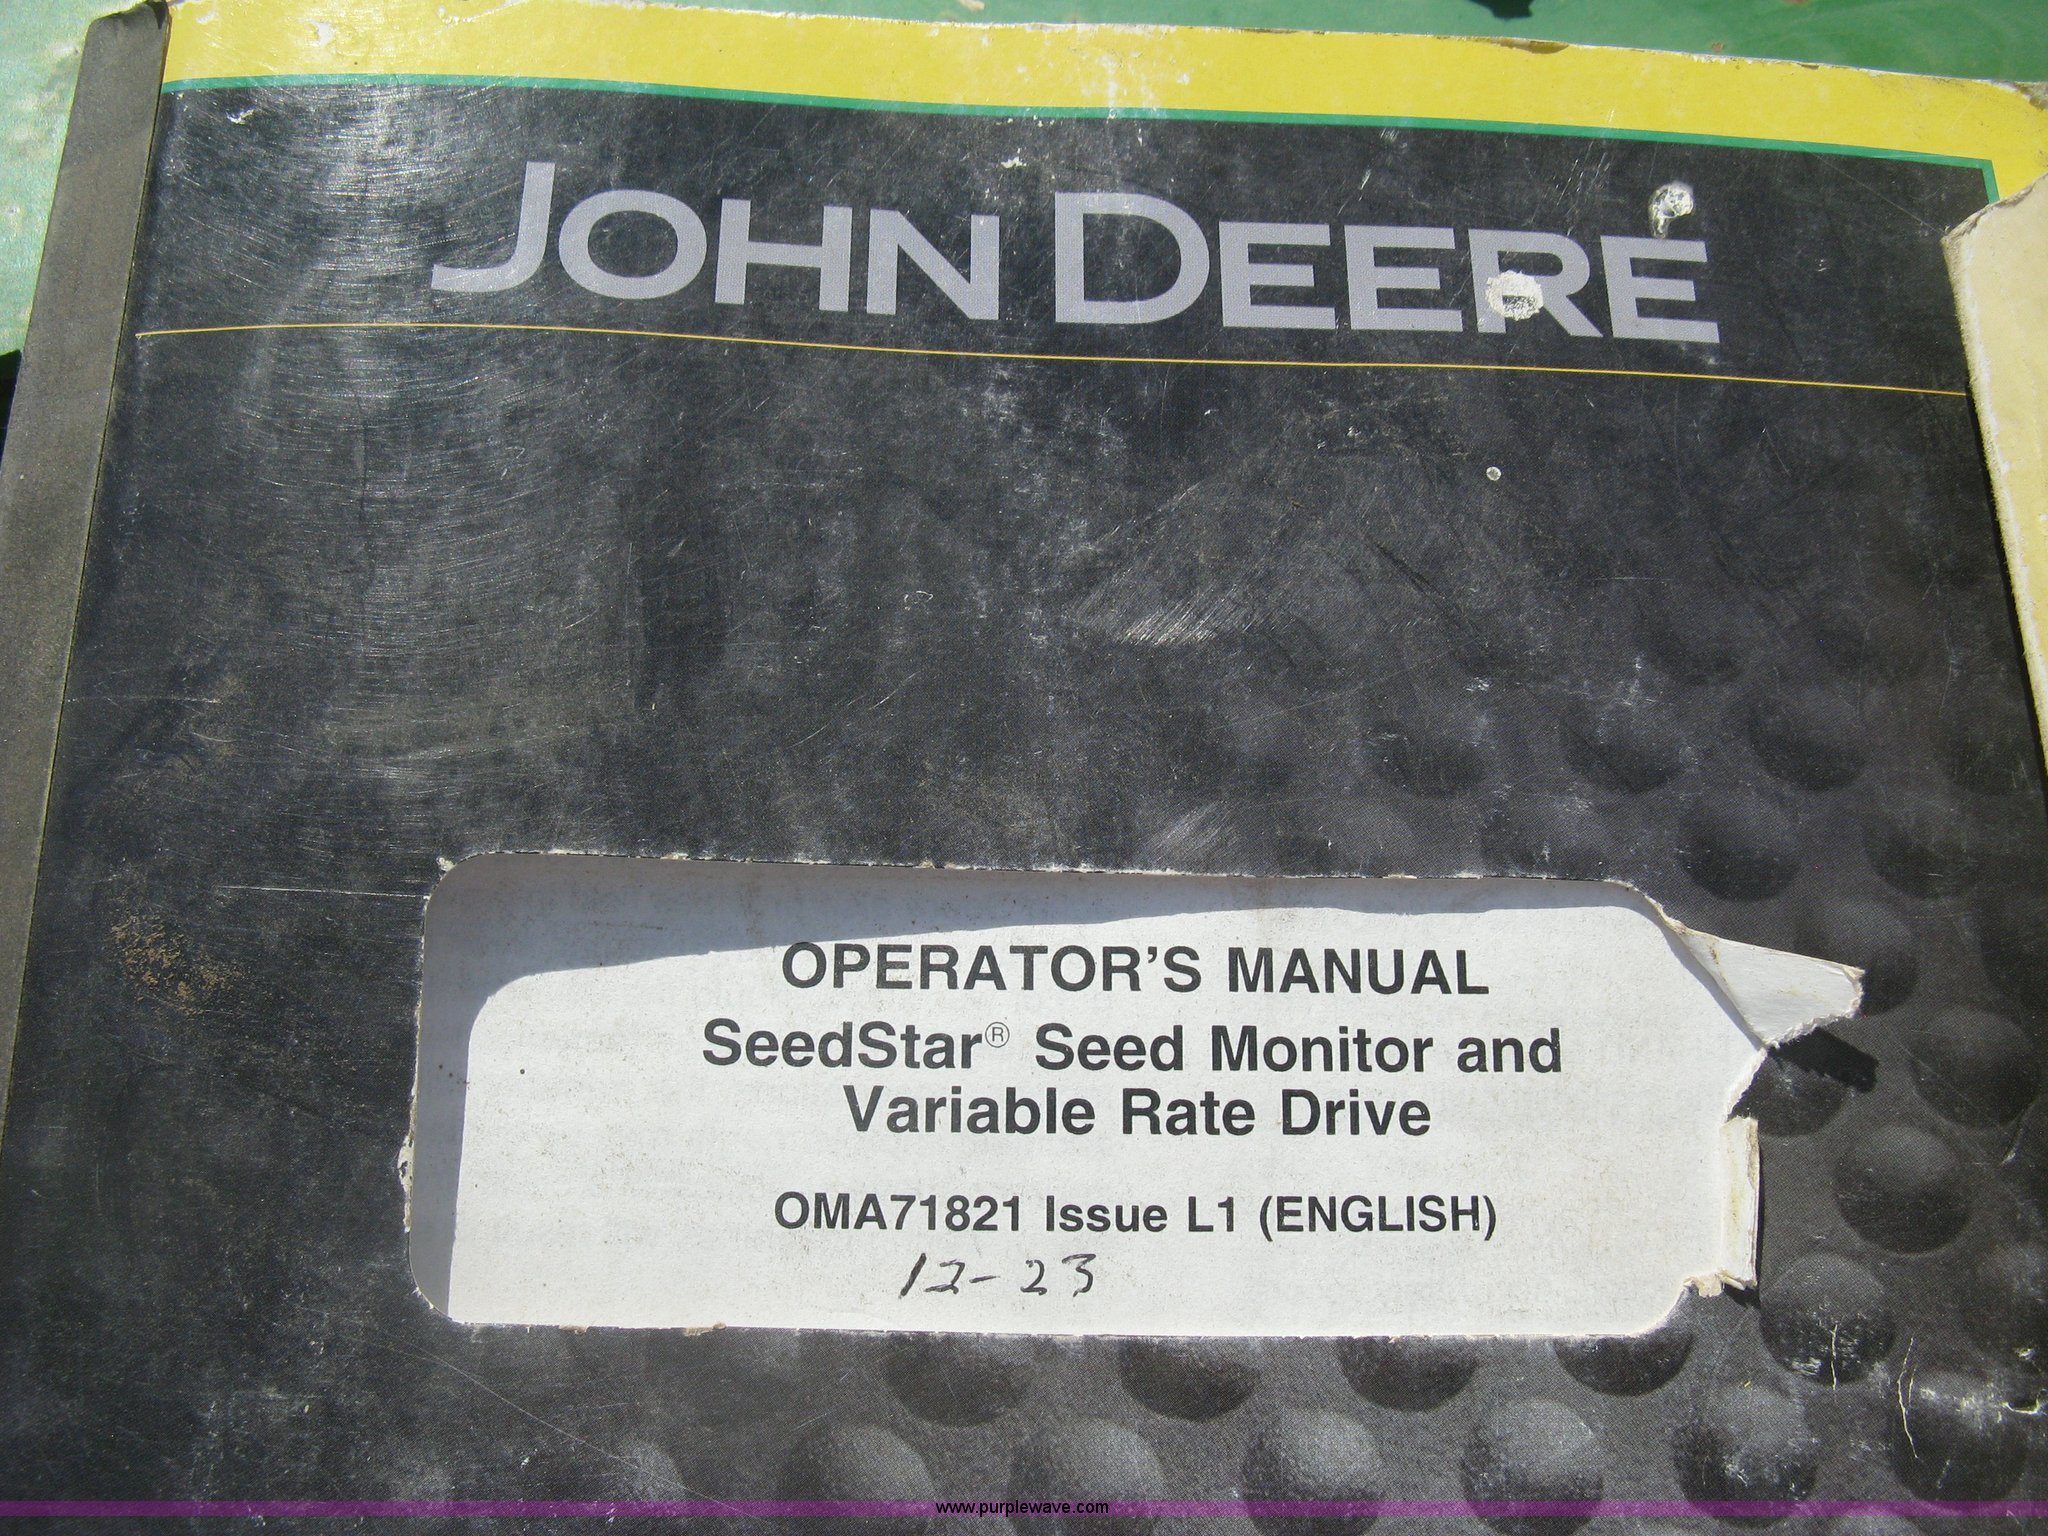 JOHN DEERE
OPERATOR'S MANUAL
SeedStar® Seed Monitor and
Variable Rate Drive
OMA71821 Issue L1 (ENGLISH)
12-23
www.purplewave.com